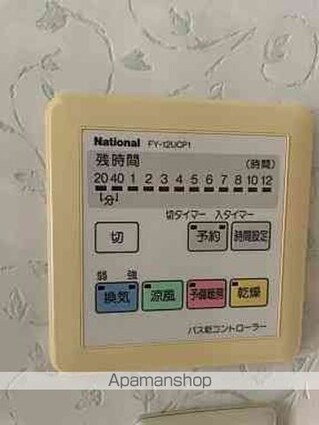 National FY-12UCP1
残時間 (時間)
20 40 1 2 3 4 5 6 7 8 10 12
分
切タイマー 入タイマー
切 予約 時間設定
弱 強
換気 涼風 予備暖房 乾燥
バス乾コントローラー
Apamanshop